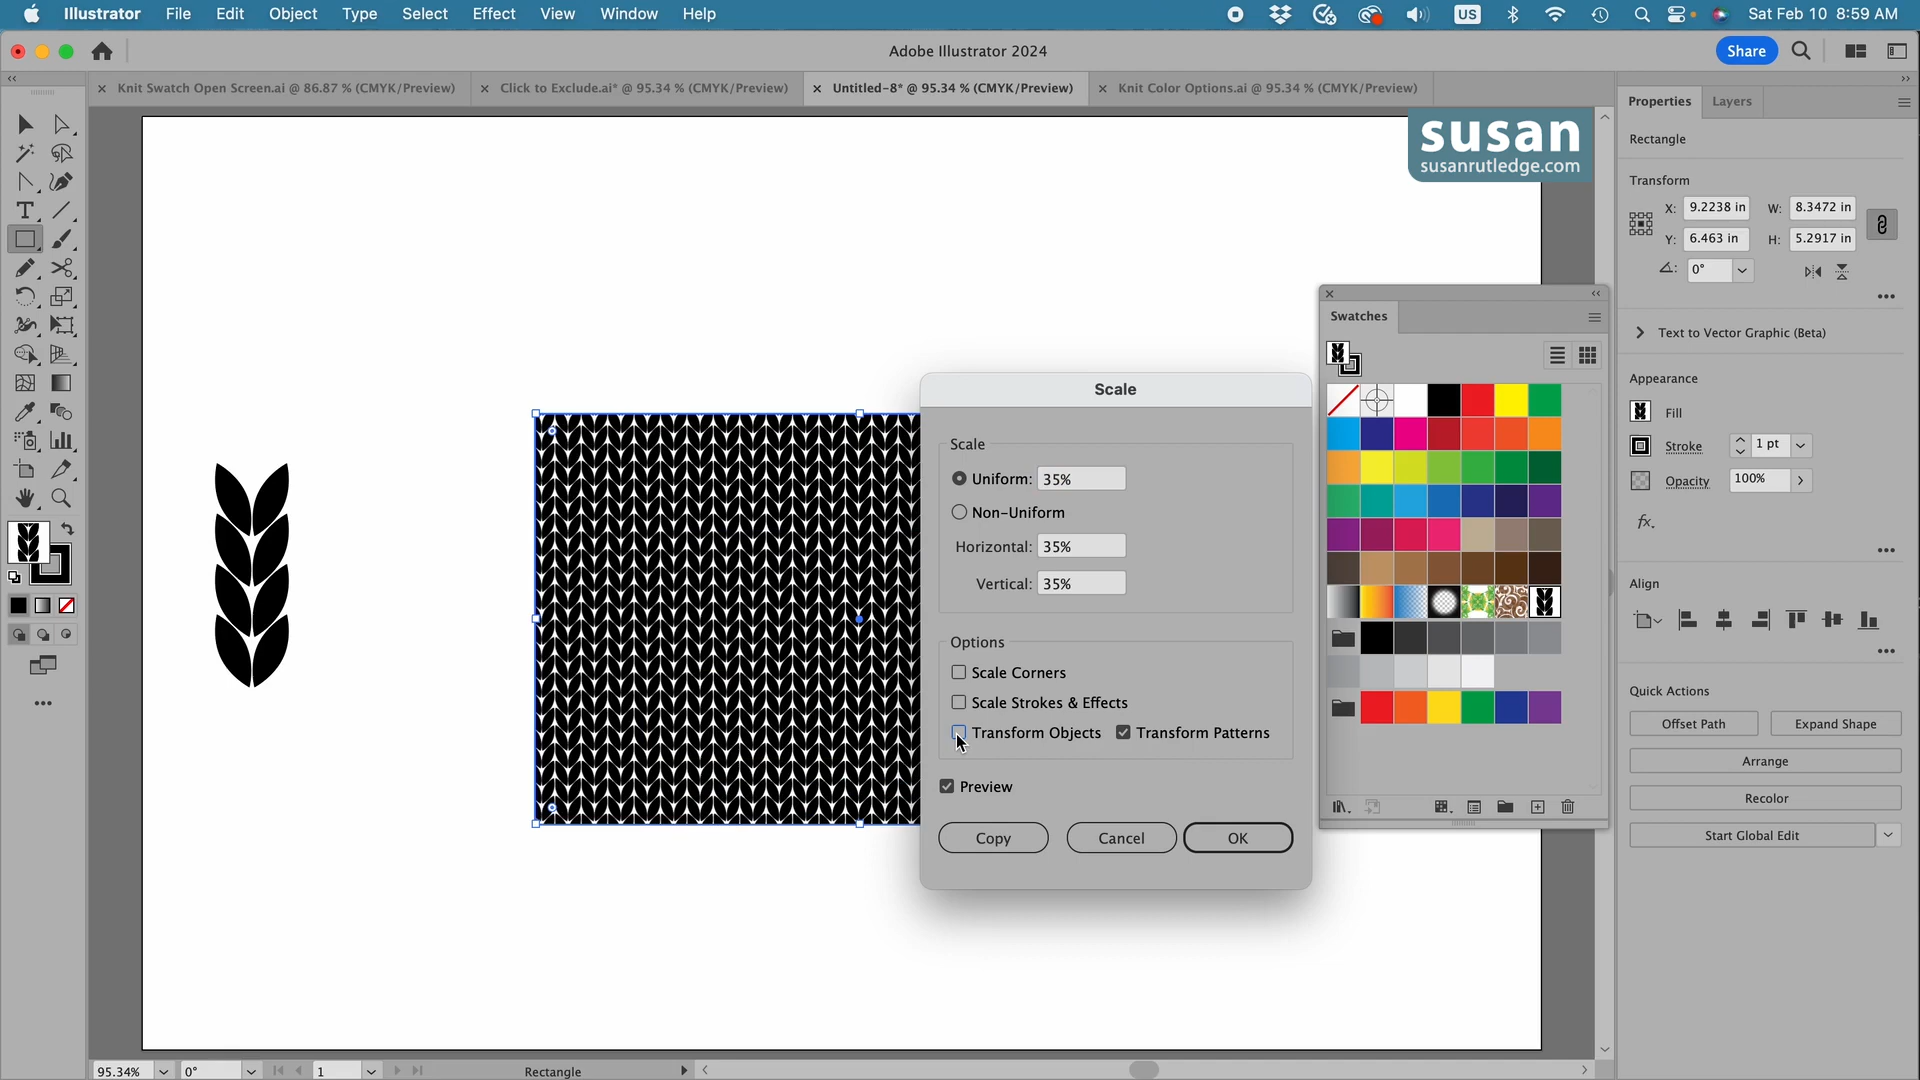 Illustrator File Edit Object Type Select Effect View Window Help US Sat Feb 10 8:59 AM
Adobe Illustrator 2024
Share
Knit Swatch Open Screen.ai @ 86.87 % (CMYK/Preview)
Click to Exclude.ai* @ 95.34 % (CMYK/Preview)
Untitled-8* @ 95.34 % (CMYK/Preview)
Knit Color Options.ai @ 95.34 % (CMYK/Preview)
susan
susanrutledge.com
Properties Layers
Rectangle
Transform
X: 9.2238 in W: 8.3472 in
Y: 6.463 in H: 5.2917 in
0°
Text to Vector Graphic (Beta)
Appearance
Fill
Stroke 1 pt
Opacity 100%
fx.
Align
Quick Actions
Offset Path Expand Shape
Arrange
Recolor
Start Global Edit
Swatches
Scale
Scale
Uniform: 35%
Non-Uniform
Horizontal: 35%
Vertical: 35%
Options
Scale Corners
Scale Strokes & Effects
Transform Objects Transform Patterns
Preview
Copy Cancel OK
95.34% 0° 1 Rectangle